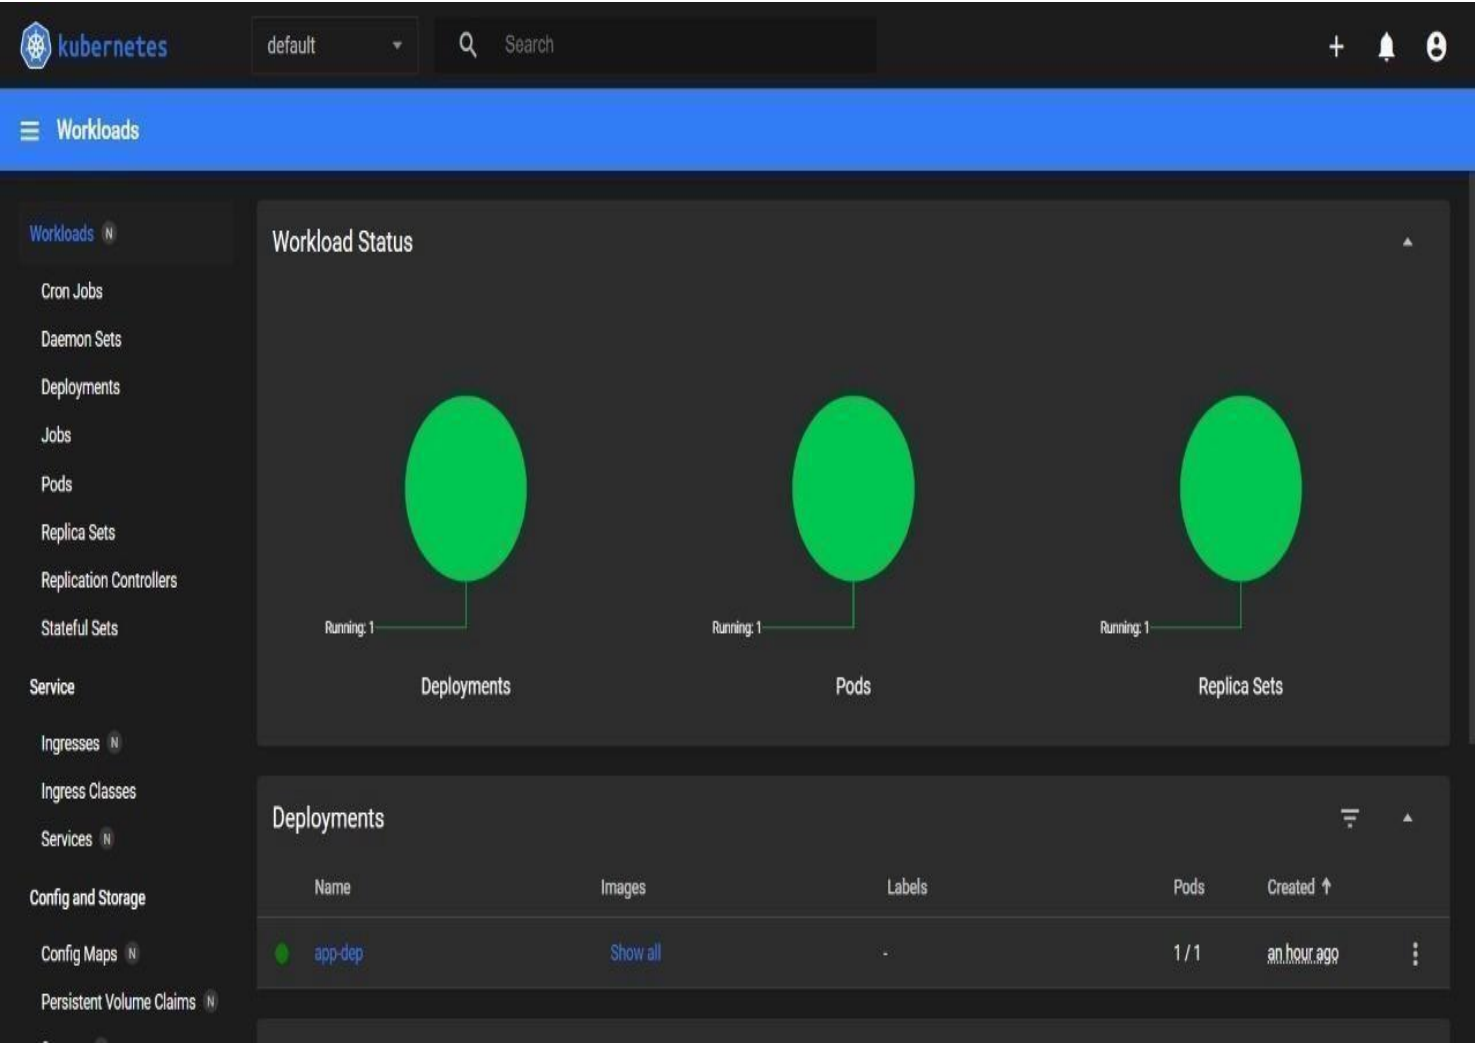 kubernetes
default
Search
Workloads
Workloads N
Cron Jobs
Daemon Sets
Deployments
Jobs
Pods
Replica Sets
Replication Controllers
Stateful Sets
Service
Ingresses N
Ingress Classes
Services N
Config and Storage
Config Maps N
Persistent Volume Claims N
Workload Status
Running: 1
Deployments
Running: 1
Pods
Running: 1
Replica Sets
Deployments
Name Images Labels Pods Created
app-dep Show all - 1 / 1 an hour ago